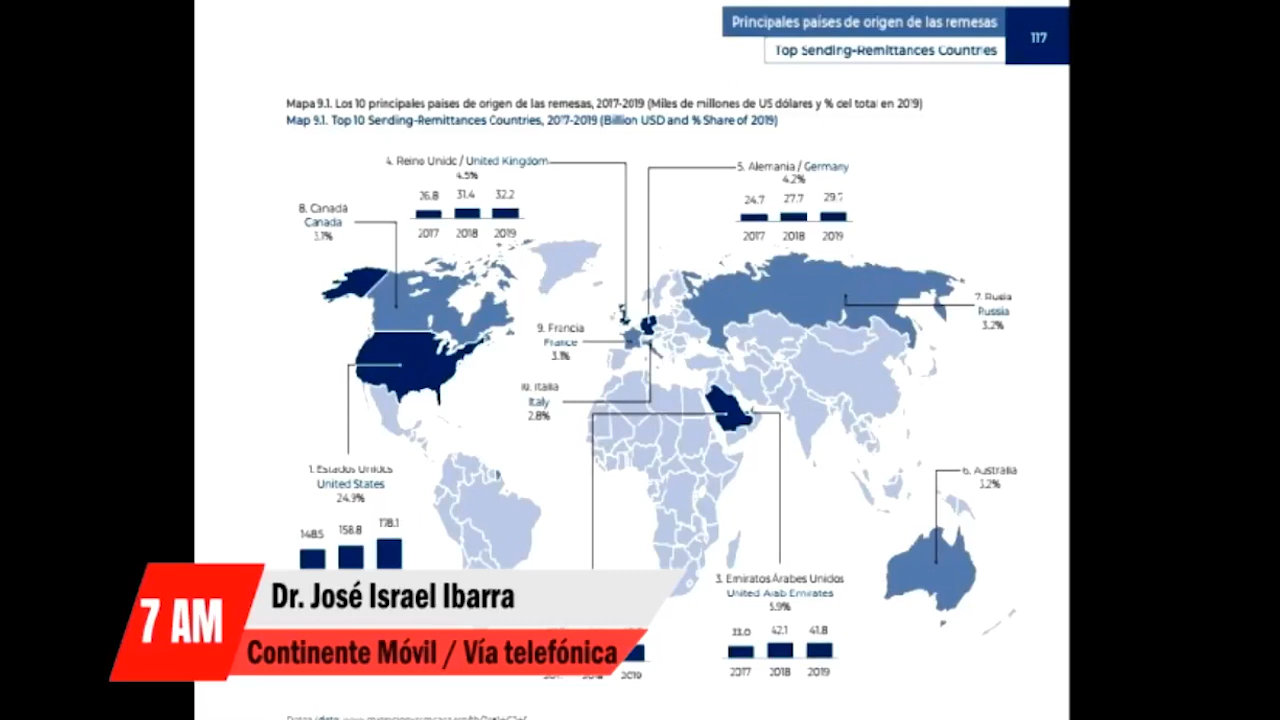 Principales países de origen de las remesas
117
Top Sending-Remittances Countries
Mapa 9.1. Los 10 principales países de origen de las remesas, 2017-2019 (Miles de millones de US dólares y % del total en 2019)
Map 9.1. Top 10 Sending-Remittances Countries, 2017-2019 (Billion USD and % Share of 2019)
4. Reino Unido / United Kingdom
4.5%
26.8 31.4 32.2
2017 2018 2019
5. Alemania / Germany
4.2%
24.7 27.7 29.7
2017 2018 2019
8. Canadá
Canada
3.1%
7. Rusia
Russia
3.2%
9. Francia
France
3.1%
10. Italia
Italy
2.8%
1. Estados Unidos
United States
24.9%
148.5 158.8 178.1
6. Australia
3.2%
3. Emiratos Árabes Unidos
United Arab Emirates
5.9%
42.1 41.8
2017 2018 2019
7 AM
Dr. José Israel Ibarra
Continente Móvil / Vía telefónica
2019